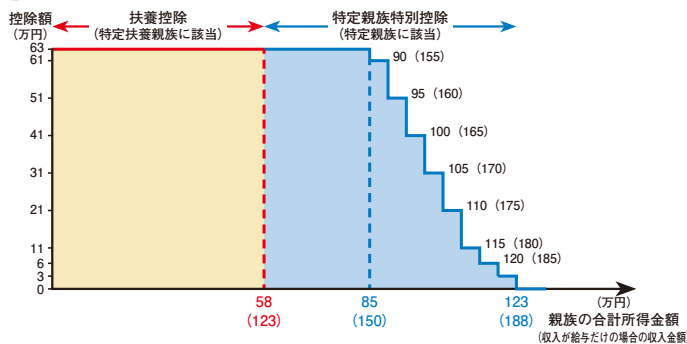 控除額
(万円)
扶養控除
(特定扶養親族に該当)
特定親族特別控除
(特定親族に該当)
63
61
51
41
31
21
11
6
3
0
90(155)
95(160)
100(165)
105(170)
110(175)
115(180)
120(185)
58
(123)
85
(150)
123
(188)
(万円)
親族の合計所得金額
(収入が給与だけの場合の収入金額)